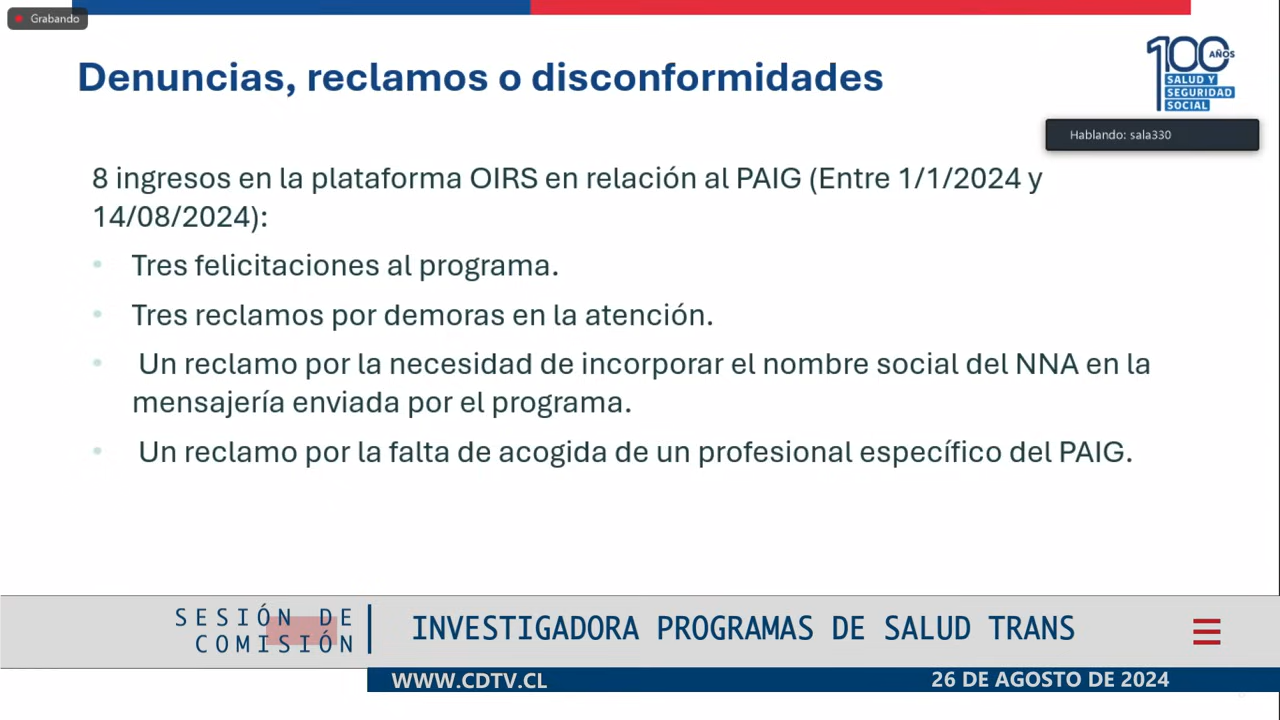 Grabando
Denuncias, reclamos o disconformidades
100 AÑOS
SALUD Y
SEGURIDAD
SOCIAL
Hablando: sala330
8 ingresos en la plataforma OIRS en relación al PAIG (Entre 1/1/2024 y
14/08/2024):
• Tres felicitaciones al programa.
• Tres reclamos por demoras en la atención.
• Un reclamo por la necesidad de incorporar el nombre social del NNA en la
mensajería enviada por el programa.
• Un reclamo por la falta de acogida de un profesional específico del PAIG.
SESIÓN DE
COMISIÓN
INVESTIGADORA PROGRAMAS DE SALUD TRANS
WWW.CDTV.CL
26 DE AGOSTO DE 2024